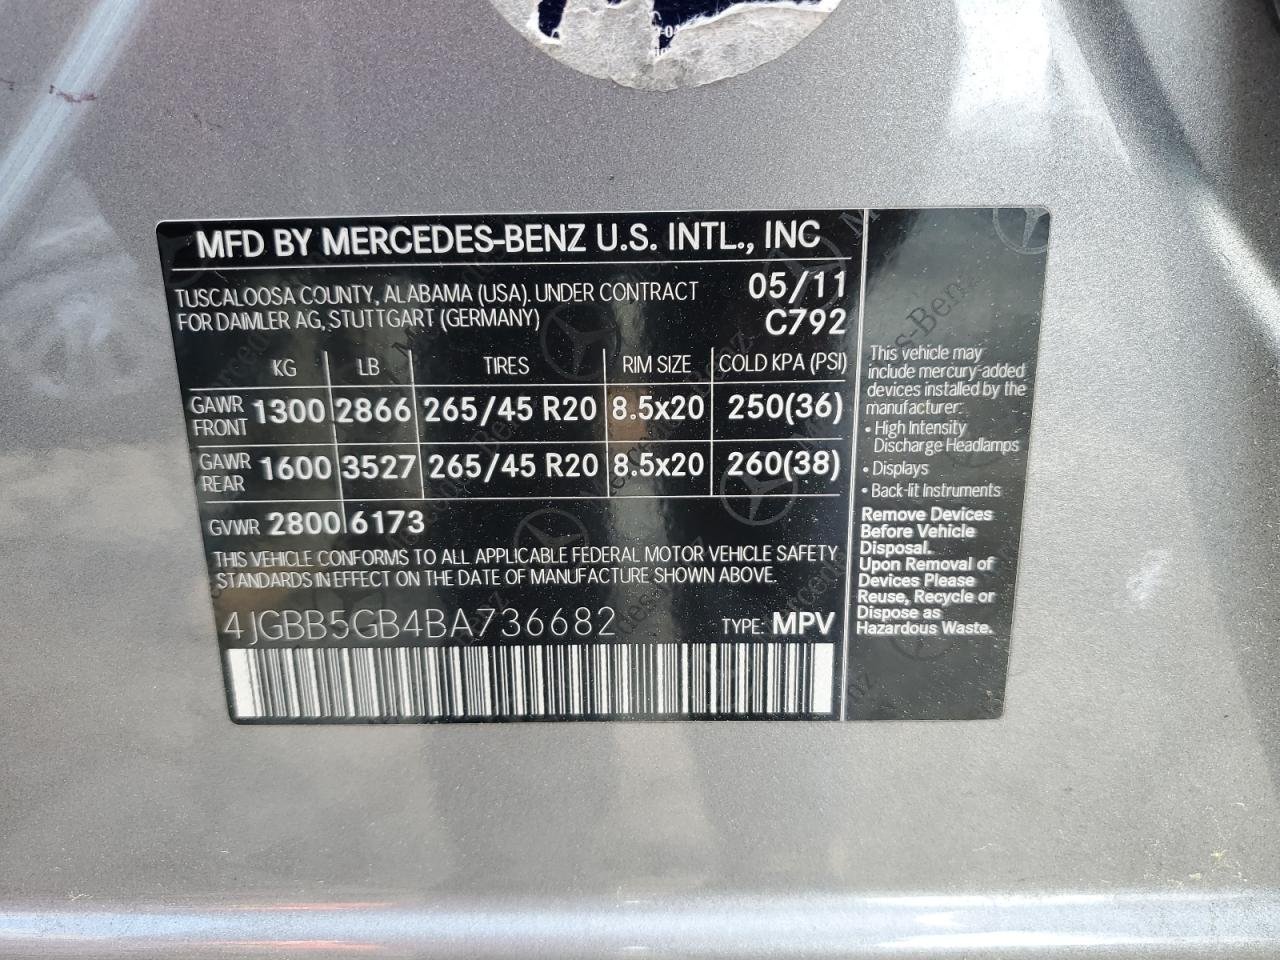 MFD BY MERCEDES-BENZ U.S. INTL., INC
TUSCALOOSA COUNTY, ALABAMA (USA). UNDER CONTRACT
FOR DAIMLER AG, STUTTGART (GERMANY)
05/11
C792
KG LB TIRES RIM SIZE COLD KPA (PSI)
GAWR FRONT 1300 2866 265/45 R20 8.5x20 250(36)
GAWR REAR 1600 3527 265/45 R20 8.5x20 260(38)
GVWR 2800 6173
THIS VEHICLE CONFORMS TO ALL APPLICABLE FEDERAL MOTOR VEHICLE SAFETY
STANDARDS IN EFFECT ON THE DATE OF MANUFACTURE SHOWN ABOVE.
4JGBB5GB4BA736682 TYPE: MPV
This vehicle may
include mercury-added
devices installed by the
manufacturer:
• High Intensity
Discharge Headlamps
• Displays
• Back-lit Instruments
Remove Devices
Before Vehicle
Disposal.
Upon Removal of
Devices Please
Reuse, Recycle or
Dispose as
Hazardous Waste.